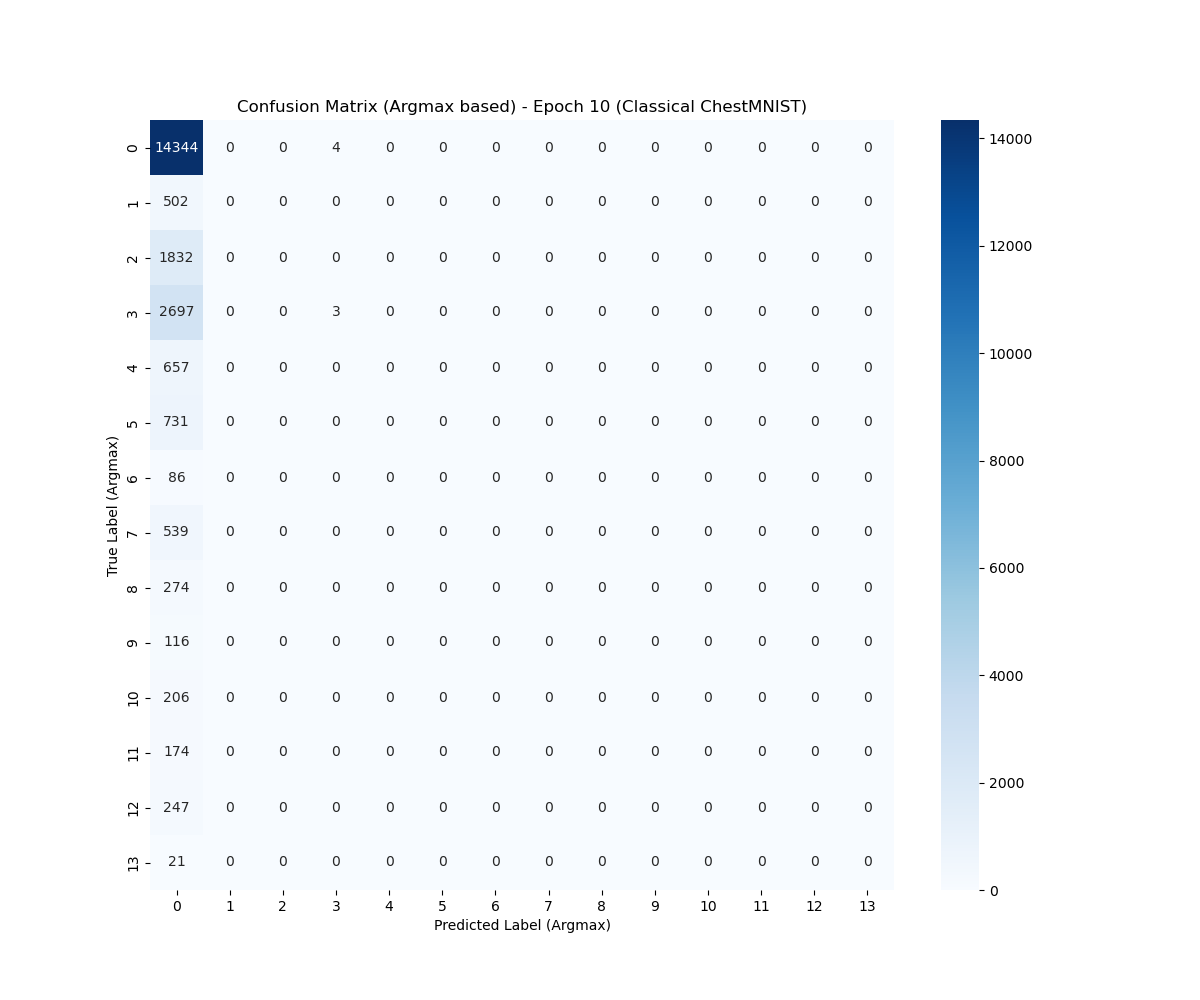 Confusion Matrix (Argmax based) - Epoch 10 (Classical ChestMNIST)
0 14344 0 0 4 0 0 0 0 0 0 0 0 0 0
1 502 0 0 0 0 0 0 0 0 0 0 0 0 0
2 1832 0 0 0 0 0 0 0 0 0 0 0 0 0
3 2697 0 0 3 0 0 0 0 0 0 0 0 0 0
4 657 0 0 0 0 0 0 0 0 0 0 0 0 0
5 731 0 0 0 0 0 0 0 0 0 0 0 0 0
6 86 0 0 0 0 0 0 0 0 0 0 0 0 0
7 539 0 0 0 0 0 0 0 0 0 0 0 0 0
8 274 0 0 0 0 0 0 0 0 0 0 0 0 0
9 116 0 0 0 0 0 0 0 0 0 0 0 0 0
10 206 0 0 0 0 0 0 0 0 0 0 0 0 0
11 174 0 0 0 0 0 0 0 0 0 0 0 0 0
12 247 0 0 0 0 0 0 0 0 0 0 0 0 0
13 21 0 0 0 0 0 0 0 0 0 0 0 0 0
0 1 2 3 4 5 6 7 8 9 10 11 12 13
Predicted Label (Argmax)
True Label (Argmax)
14000
12000
10000
8000
6000
4000
2000
0